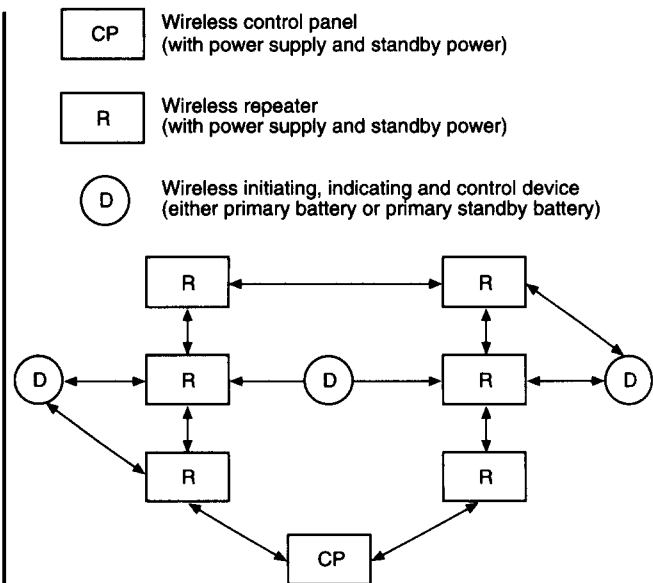 CP
Wireless control panel
(with power supply and standby power)
R
Wireless repeater
(with power supply and standby power)
D
Wireless initiating, indicating and control device
(either primary battery or primary standby battery)
R
R
D
R
D
R
D
R
R
CP